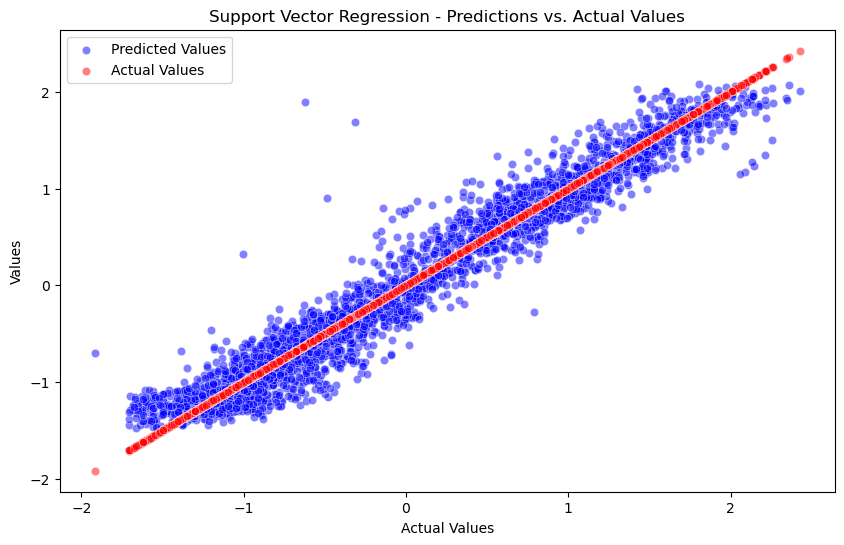 Support Vector Regression - Predictions vs. Actual Values
Predicted Values
Actual Values
Values
2
1
0
−1
−2
−2
−1
0
1
2
Actual Values